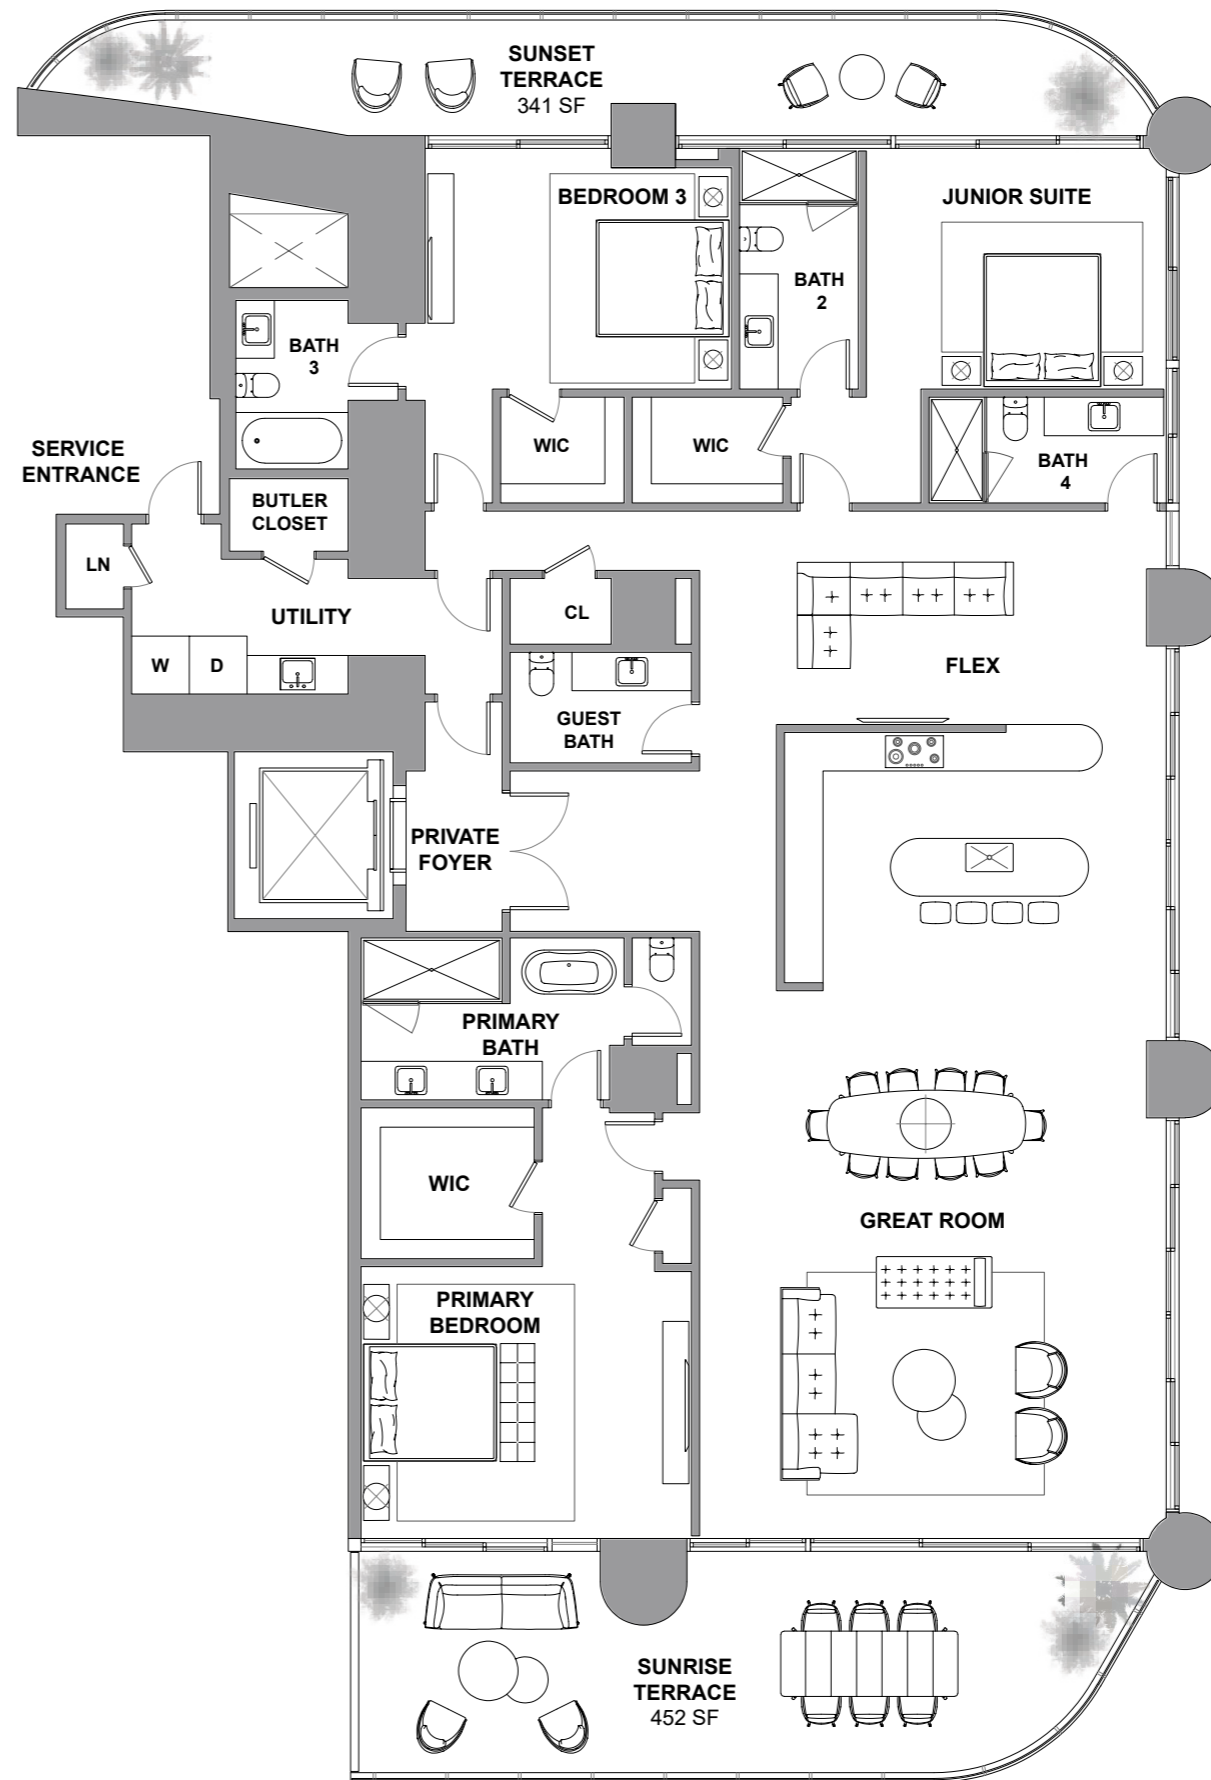 SUNSET
TERRACE
341 SF
BEDROOM 3
JUNIOR SUITE
BATH
2
BATH
3
WIC
WIC
BATH
4
SERVICE
ENTRANCE
BUTLER
CLOSET
LN
UTILITY
CL
W
D
FLEX
GUEST
BATH
PRIVATE
FOYER
PRIMARY
BATH
WIC
GREAT ROOM
PRIMARY
BEDROOM
SUNRISE
TERRACE
452 SF